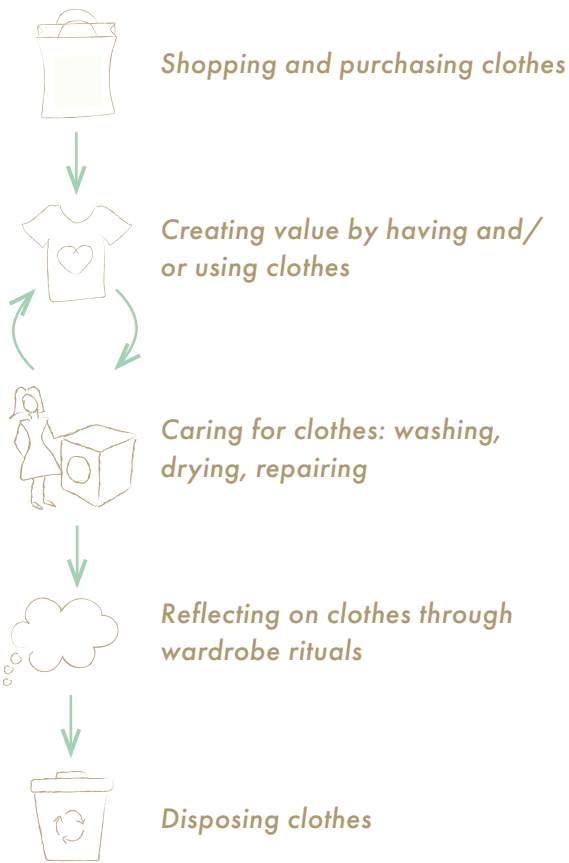 Shopping and purchasing clothes
Creating value by having and/
or using clothes
Caring for clothes: washing,
drying, repairing
Reflecting on clothes through
wardrobe rituals
Disposing clothes